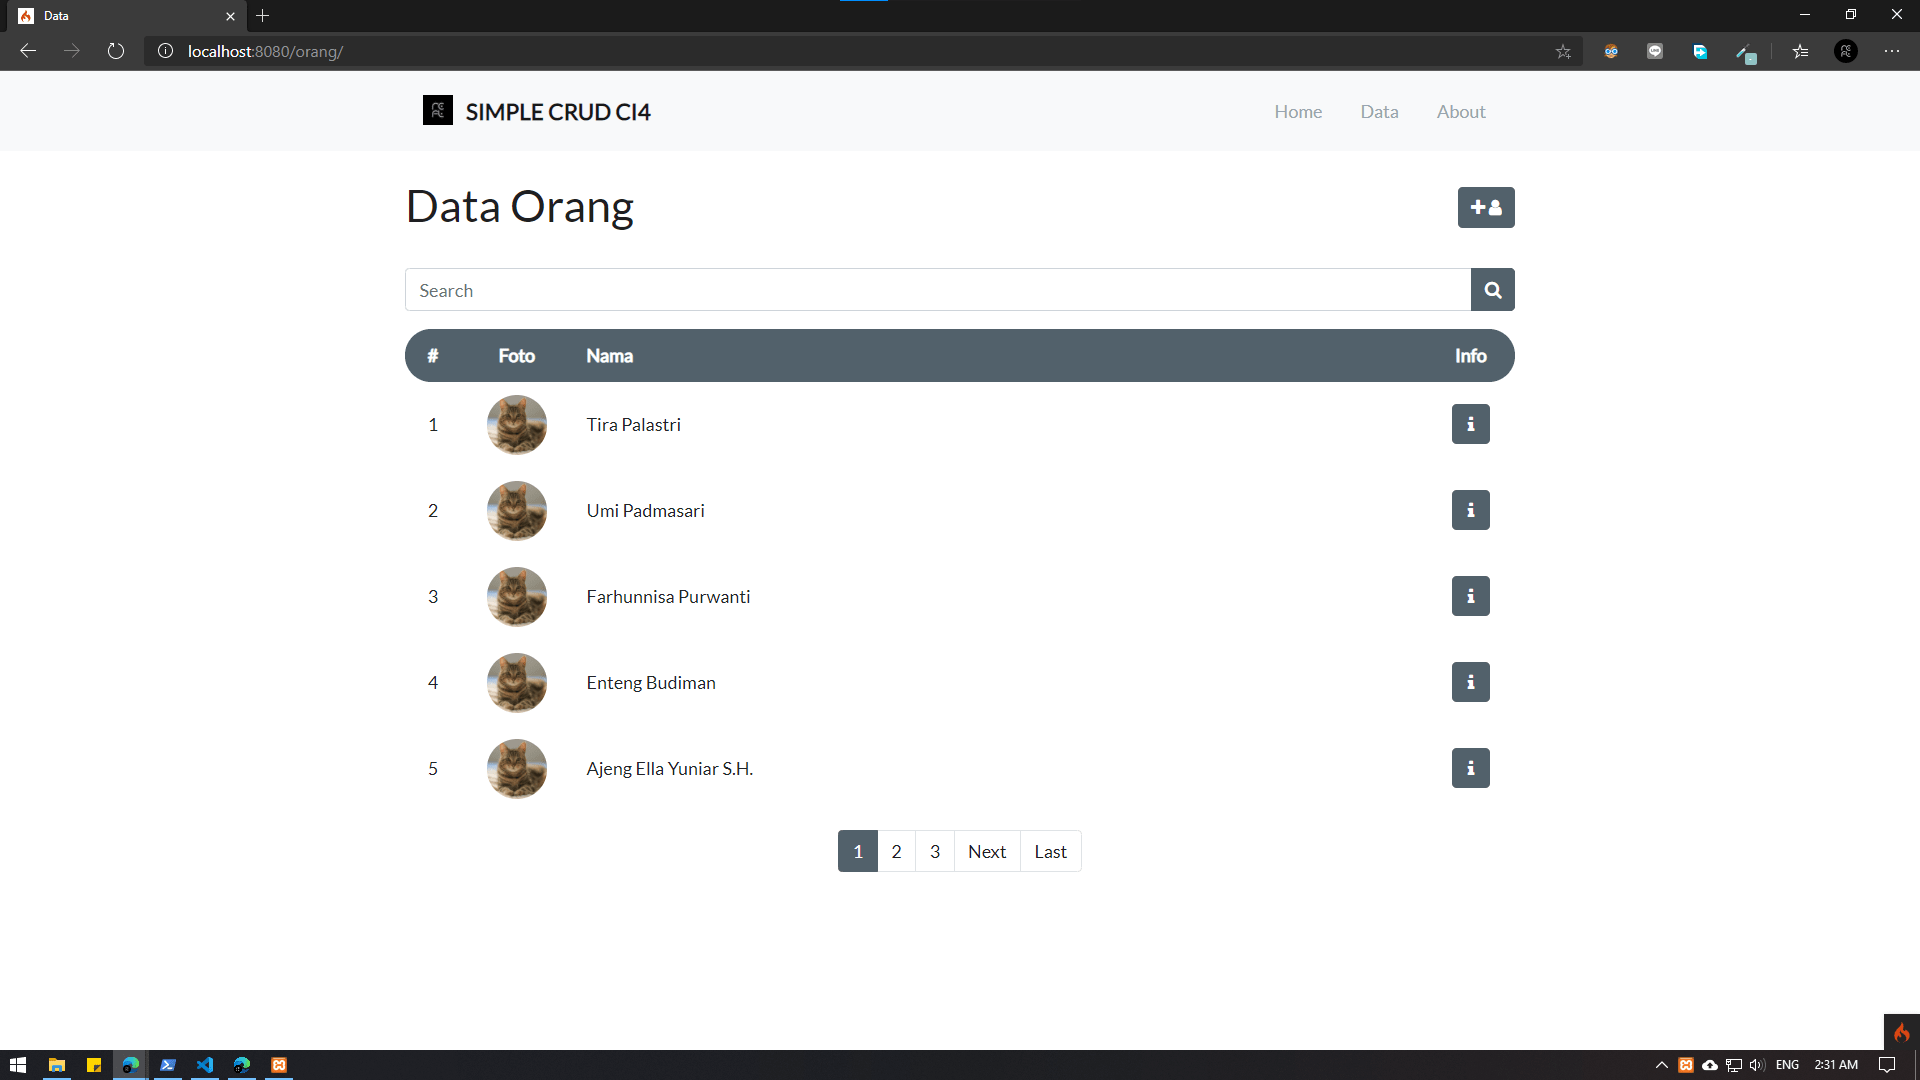 Data
localhost:8080/orang/
SIMPLE CRUD CI4
Home Data About
Data Orang
Search
# Foto Nama Info
1 Tira Palastri
2 Umi Padmasari
3 Farhunnisa Purwanti
4 Enteng Budiman
5 Ajeng Ella Yuniar S.H.
1 2 3 Next Last
ENG 2:31 AM